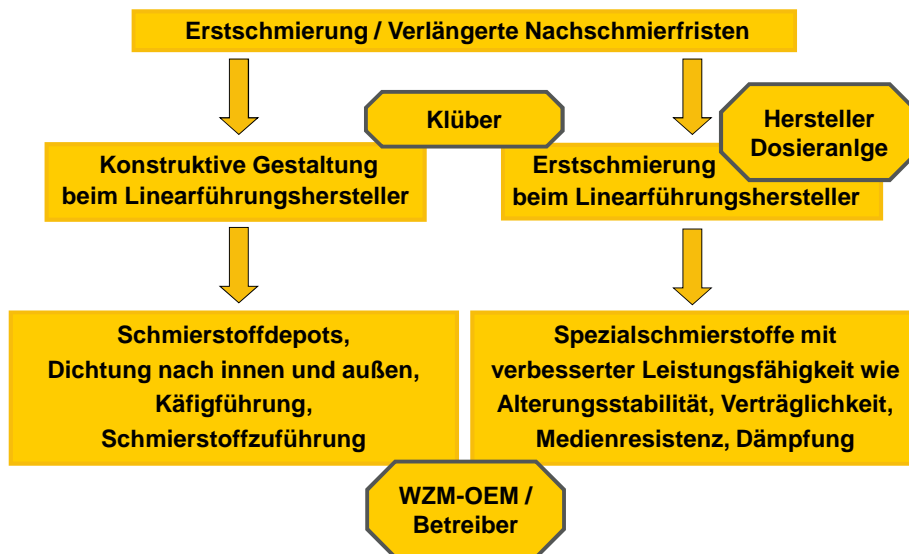 Erstschmierung / Verlängerte Nachschmierfristen
Klüber
Hersteller
Dosieranlge
Konstruktive Gestaltung
beim Linearführungshersteller
Erstschmierung
beim Linearführungshersteller
Schmierstoffdepots,
Dichtung nach innen und außen,
Käfigführung,
Schmierstoffzuführung
Spezialschmierstoffe mit
verbesserter Leistungsfähigkeit wie
Alterungsstabilität, Verträglichkeit,
Medienresistenz, Dämpfung
WZM-OEM /
Betreiber